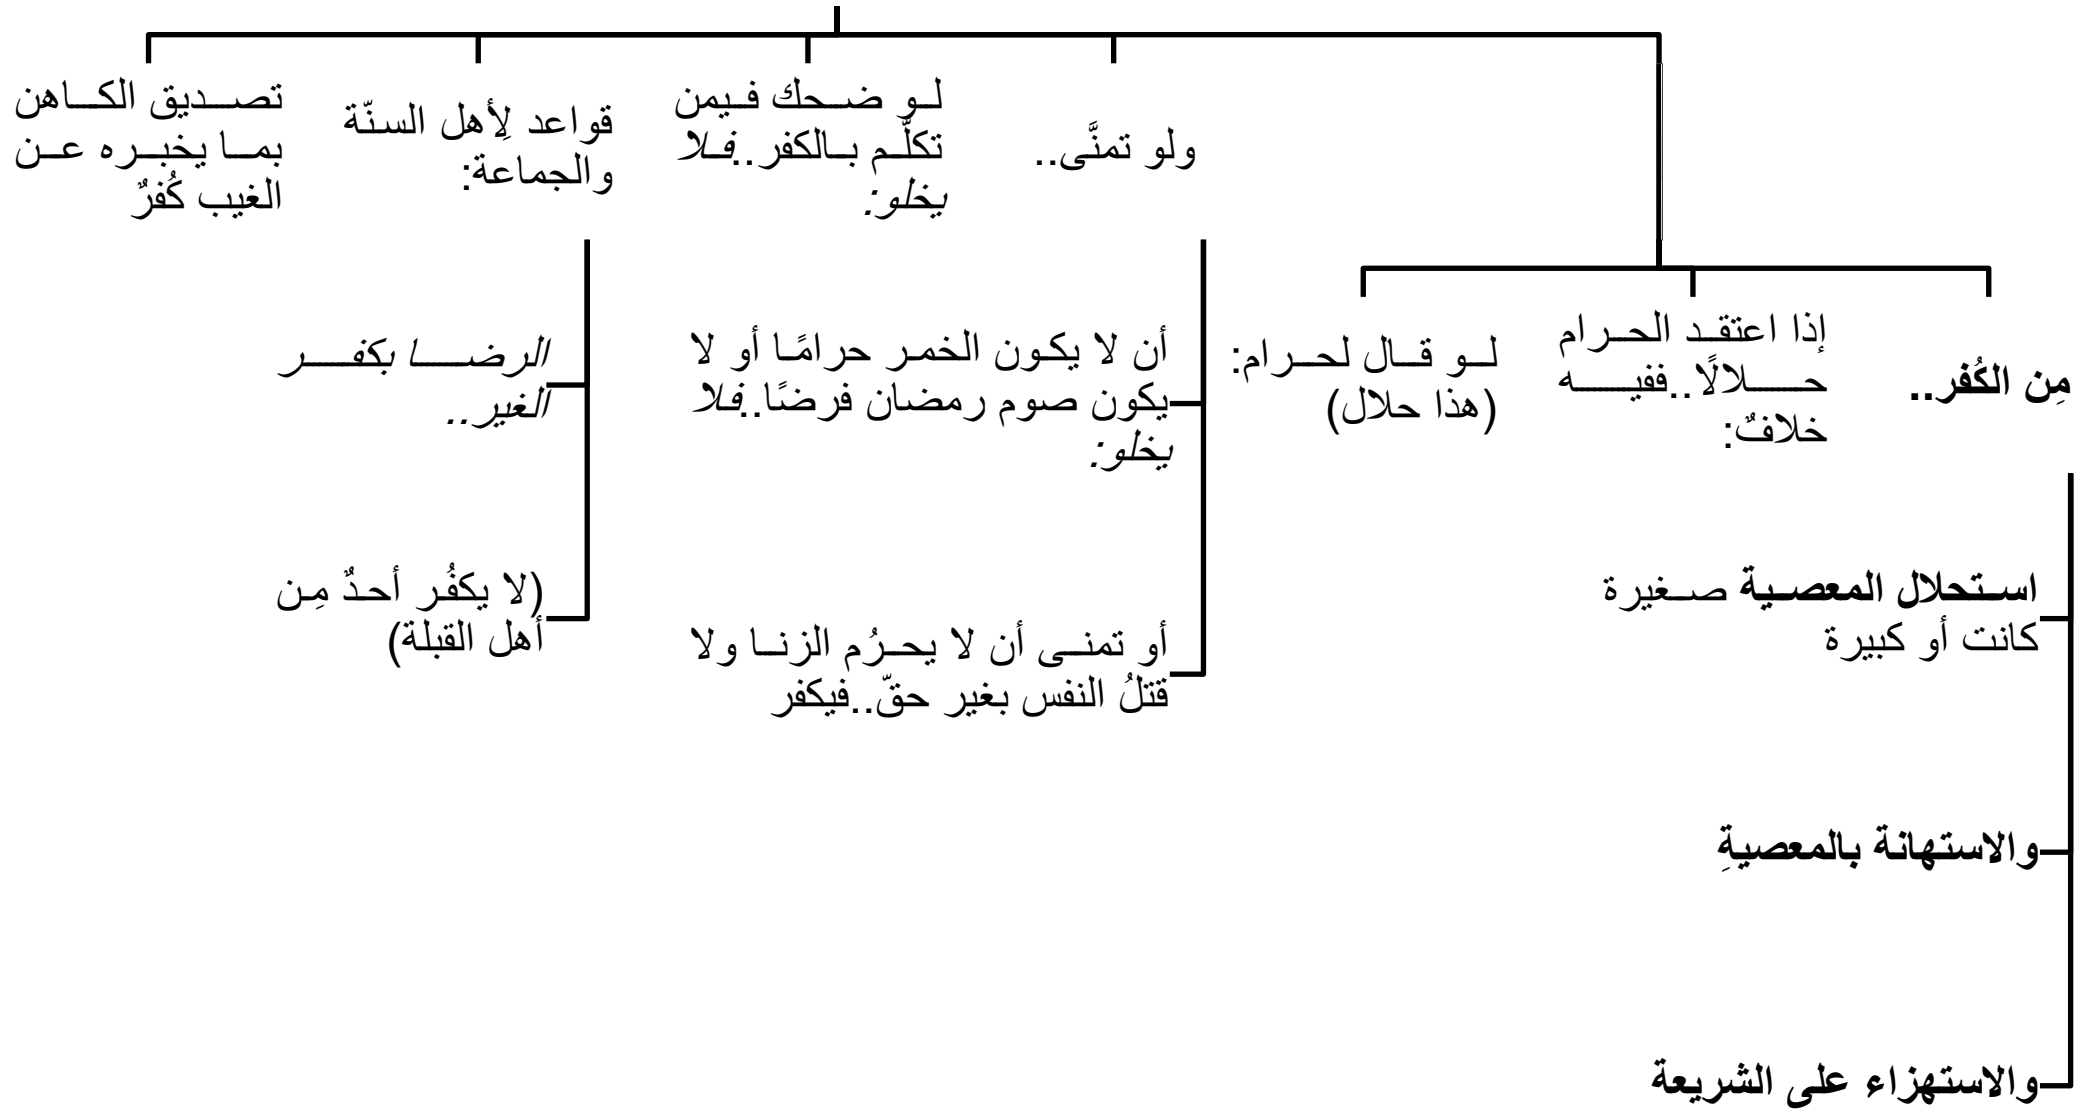 مِن الكُفر..
استحلال المعصية صغيرة
كانت أو كبيرة
والاستهانة بالمعصيةِ
والاستهزاء على الشريعة
إذا اعتقد الحرام
حلالًا..ففيه
خلافٌ:
لو قال لحرام:
(هذا حلال)
ولو تمنَّى..
أن لا يكون الخمر حرامًا أو لا
يكون صوم رمضان فرضًا..فلا
يخلو:
أو تمنى أن لا يحرُم الزنا ولا
قتلُ النفس بغير حقّ..فيكفر
لو ضحك فيمن
تكلَّم بالكفر..فلا
يخلو:
قواعد لِأهل السنّة
والجماعة:
الرضا بكفر
الغير..
(لا يكفُر أحدٌ مِن
أهل القبلة)
تصديق الكاهن
بما يخبره عن
الغيب كُفرٌ